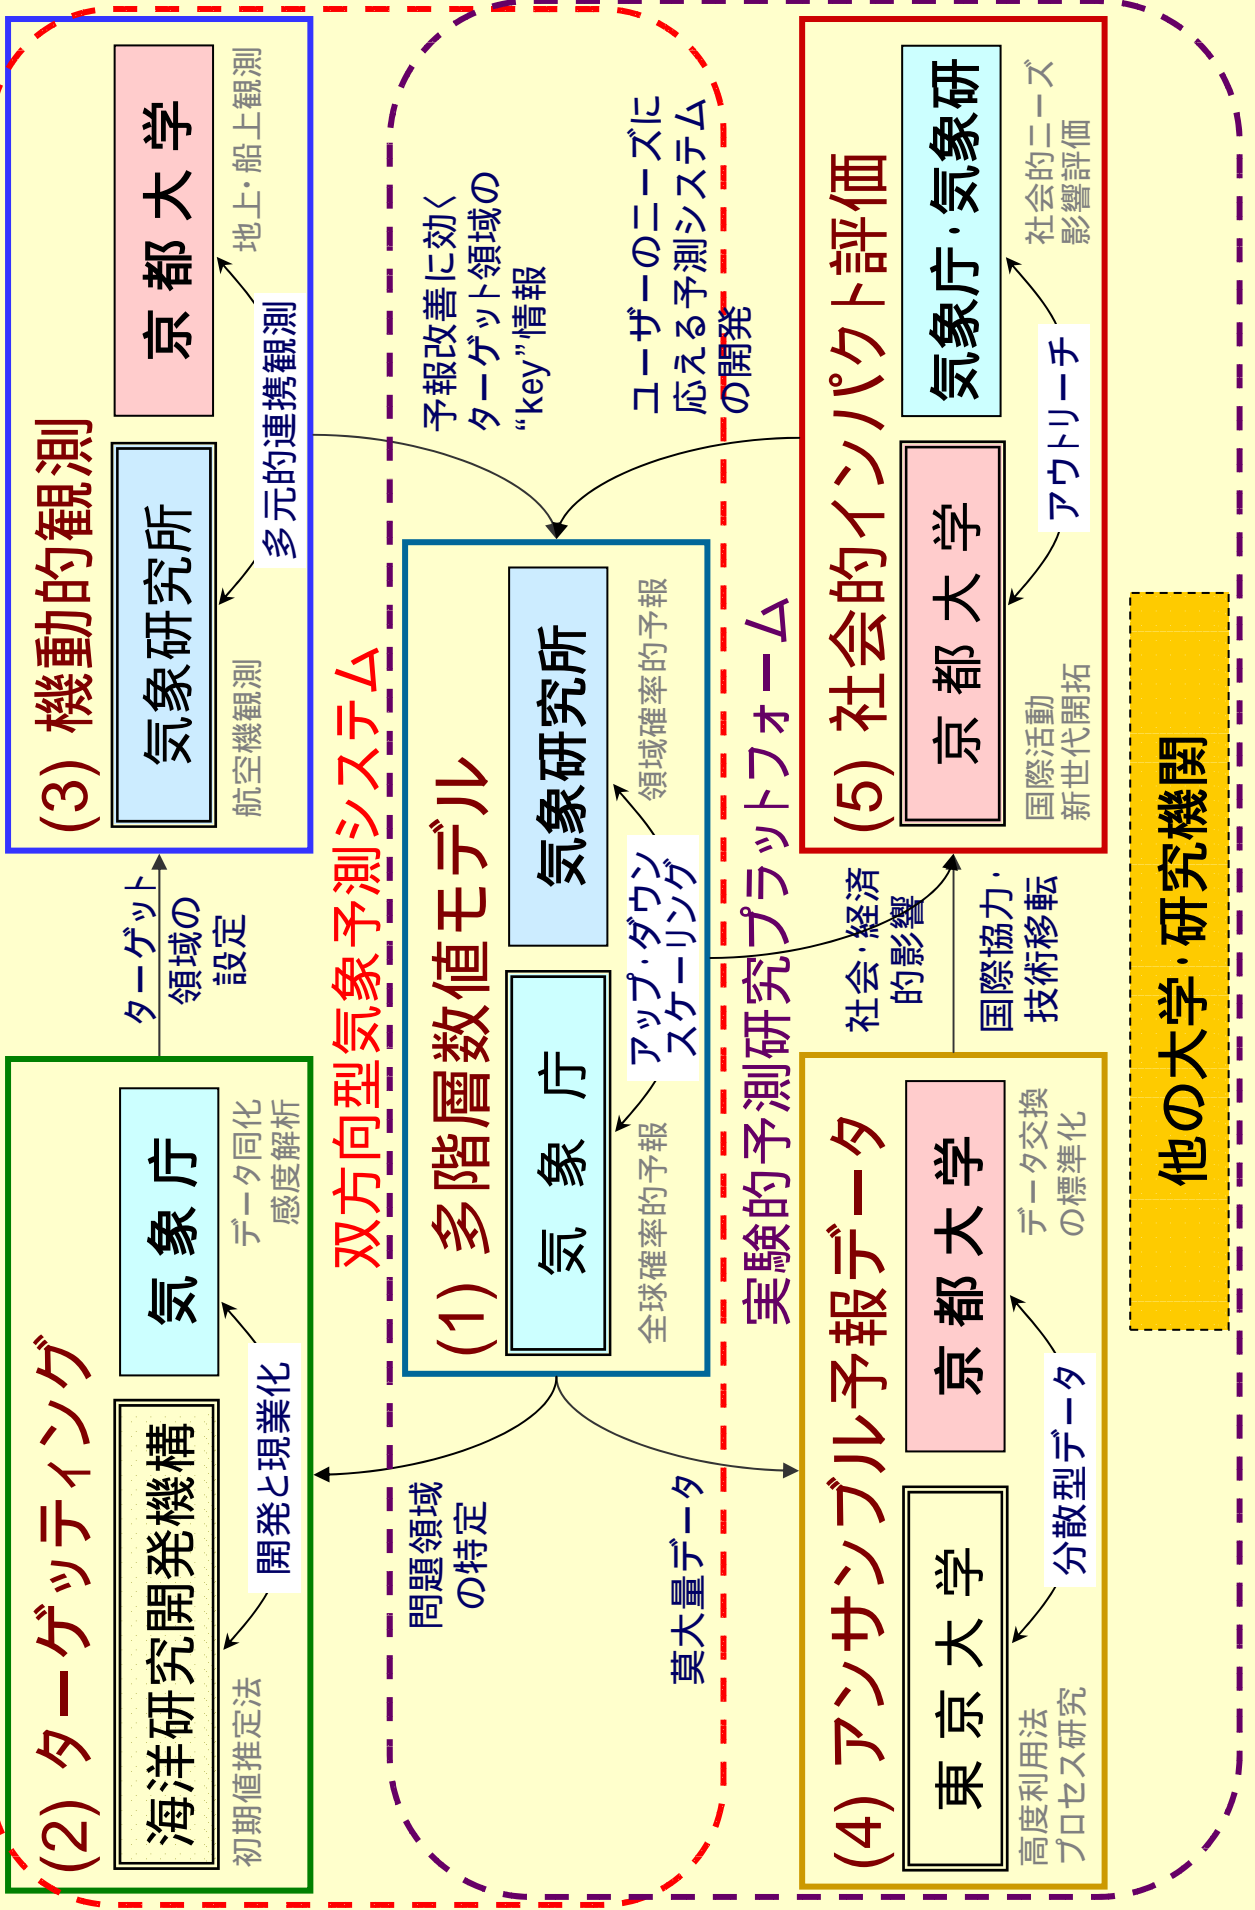 (2) ターゲッティング
海洋研究開発機構
気象庁
初期値推定法
開発と現業化
データ同化
感度解析
ターゲット
領域の
設定
(3) 機動的観測
気象研究所
京都大学
航空機観測
多元的連携観測
地上・船上観測
双方向型気象予測システム
問題領域
の特定
予報改善に効く
ターゲット領域の
“key”情報
(1) 多階層数値モデル
気象庁
気象研究所
全球確率的予報
アップ・ダウン
スケーリング
領域確率的予報
莫大量データ
ユーザーのニーズに
応える予測システム
の開発
実験的予測研究プラットフォーム
(4) アンサンブル予報データ
東京大学
京都大学
高度利用法
プロセス研究
分散型データ
データ交換
の標準化
社会・経済
的影響
国際協力・
技術移転
(5) 社会的インパクト評価
京都大学
気象庁・気象研
国際活動
新世代開拓
アウトリーチ
社会的ニーズ
影響評価
他の大学・研究機関